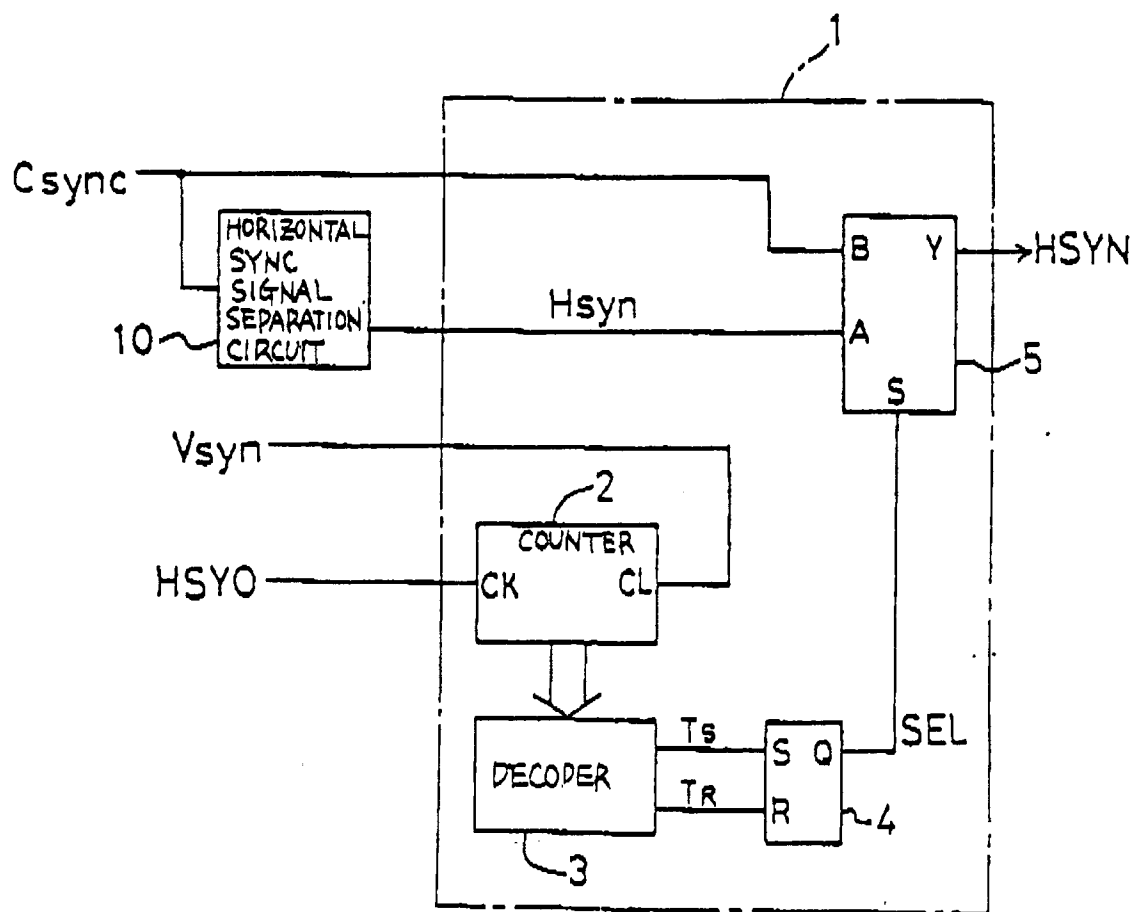 1
Csync
HORIZONTAL
SYNC
SIGNAL
SEPARATION
CIRCUIT
10
Hsyn
B
Y
HSYN
A
S
5
Vsyn
2
COUNTER
HSYO
CK
CL
DECODER
TS
TR
S
Q
R
SEL
4
3